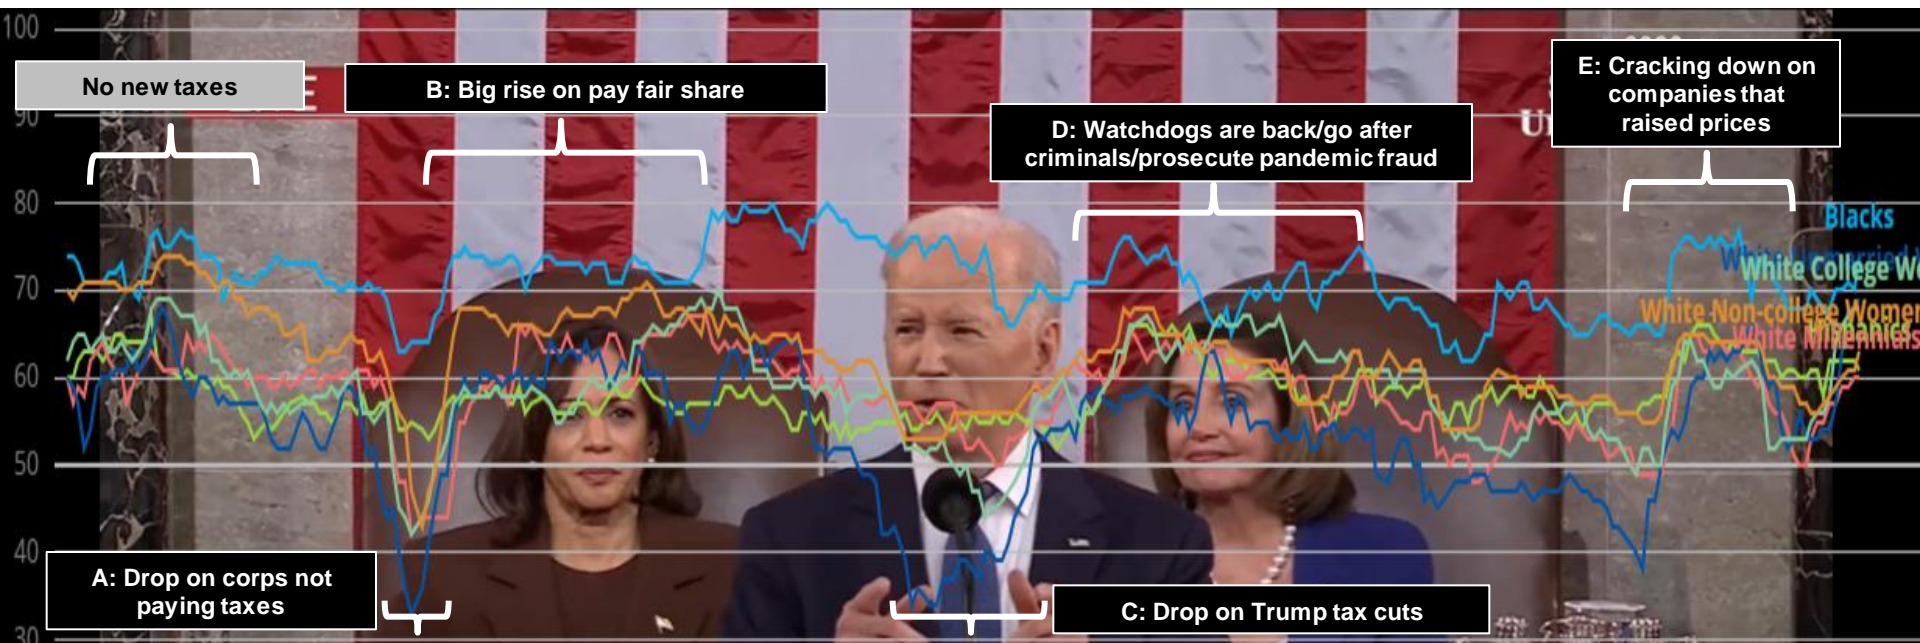 100
No new taxes
B: Big rise on pay fair share
E: Cracking down on
companies that
raised prices
90
D: Watchdogs are back/go after
criminals/prosecute pandemic fraud
80
Blacks
White College
70
White Non-college Women
White Millennials
60
50
40
A: Drop on corps not
paying taxes
C: Drop on Trump tax cuts
30